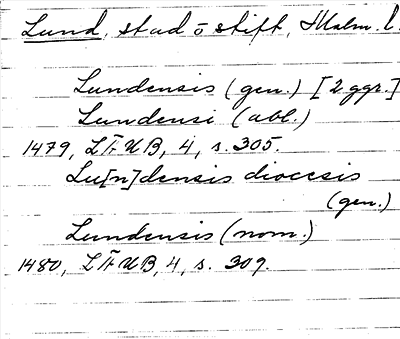 Lund, stad o stift, Malm. l.
Lundensis (gen.) [2 ggr.]
Lundensi (abl.)
1479, LÄUB, 4, s. 305.
Lu[n]densis diocesis
(gen.)
Lundensis (nom.)
1480, LÄUB, 4, s. 309.